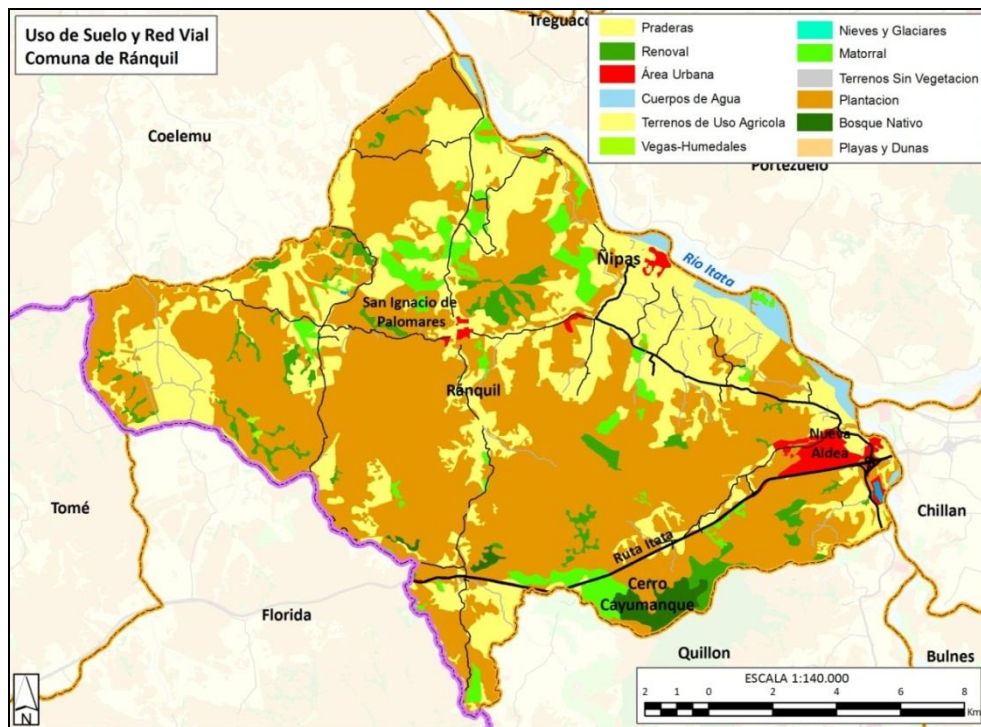 Uso de Suelo y Red Vial
Comuna de Ránquil
Treguaco
Praderas
Renoval
Área Urbana
Cuerpos de Agua
Terrenos de Uso Agricola
Vegas-Humedales
Nieves y Glaciares
Matorral
Terrenos Sin Vegetacion
Plantacion
Bosque Nativo
Playas y Dunas
Coelemu
Portezuelo
Ñipas
Río Itata
San Ignacio de
Palomares
Ránquil
Nueva
Aldea
Tomé
Chillan
Ruta Itata
Cerro
Cayumanque
Florida
Quillon
Bulnes
ESCALA 1:140.000
2 1 0 2 4 6 8
Km
N